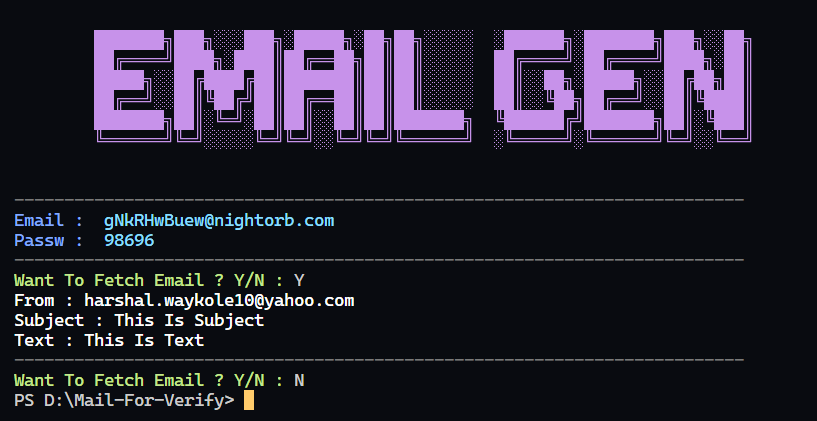 EMAIL GEN
Email :  gNkRHwBuew@nightorb.com
Passw :  98696
Want To Fetch Email ? Y/N : Y
From : harshal.waykole10@yahoo.com
Subject : This Is Subject
Text : This Is Text
Want To Fetch Email ? Y/N : N
PS D:\Mail-For-Verify>